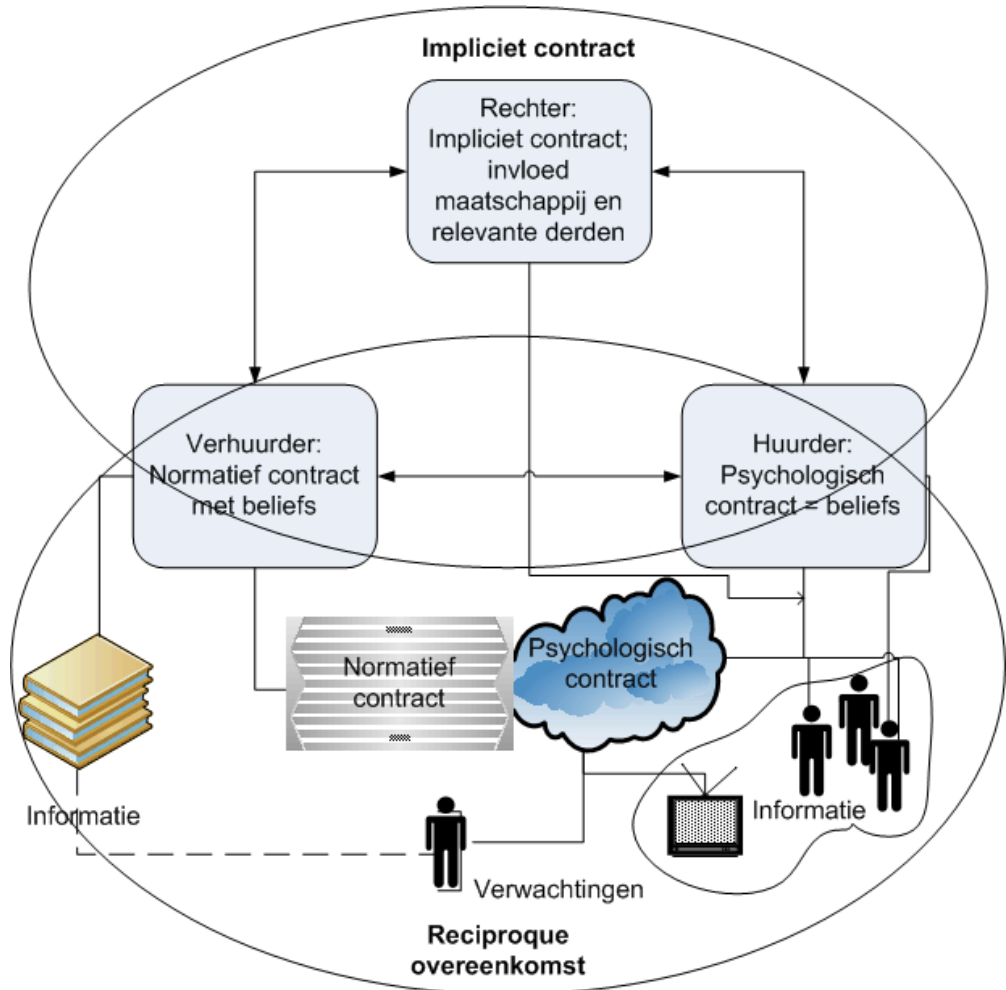 Impliciet contract
Rechter:
Impliciet contract;
invloed
maatschappij en
relevante derden
Verhuurder:
Normatief contract
met beliefs
Huurder:
Psychologisch
contract = beliefs
Normatief
contract
Psychologisch
contract
Informatie
Informatie
Verwachtingen
Reciproque
overeenkomst